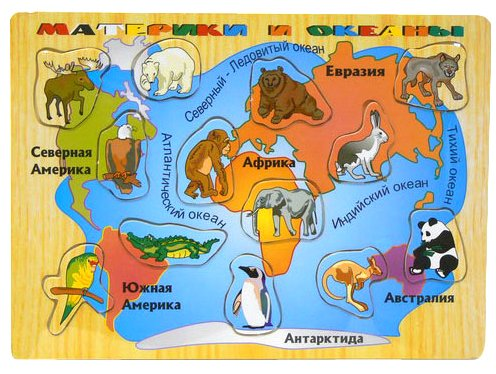 МАТЕРИКИ И ОКЕАНЫ
Северный - Ледовитый океан
Евразия
Северная
Америка
Атлантический океан
Африка
Тихий океан
Индийский океан
Южная
Америка
Австралия
Антарктида